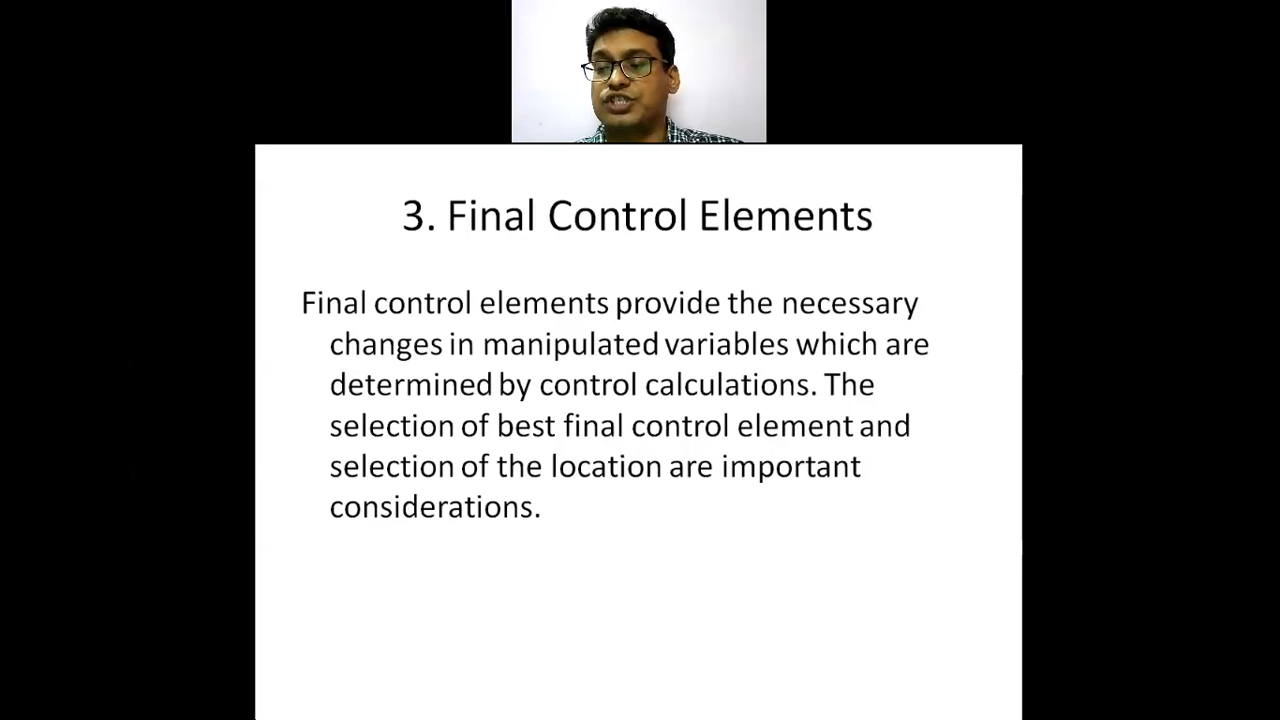 3. Final Control Elements
Final control elements provide the necessary
changes in manipulated variables which are
determined by control calculations. The
selection of best final control element and
selection of the location are important
considerations.